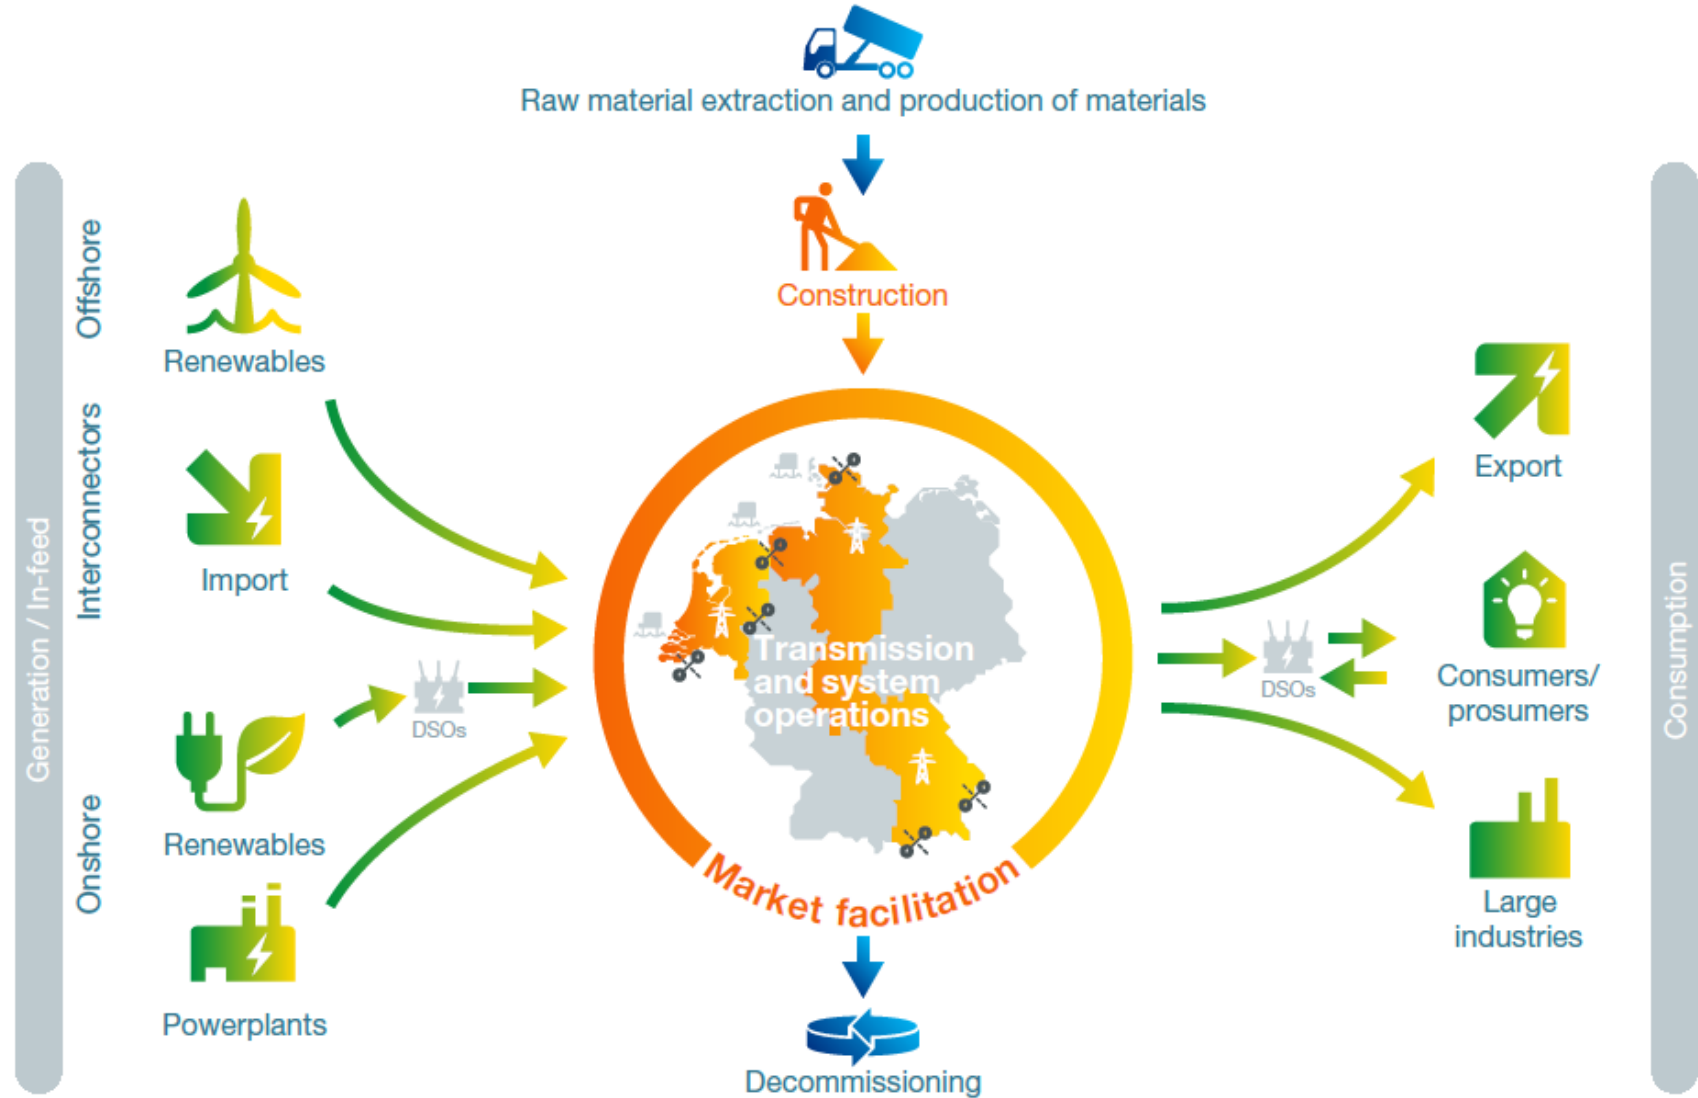 Raw material extraction and production of materials
Construction
Generation / In-feed
Offshore
Renewables
Interconnectors
Import
Onshore
Renewables
DSOs
Powerplants
Transmission
and system
operations
Market facilitation
Decommissioning
Export
DSOs
Consumers/
prosumers
Large
industries
Consumption